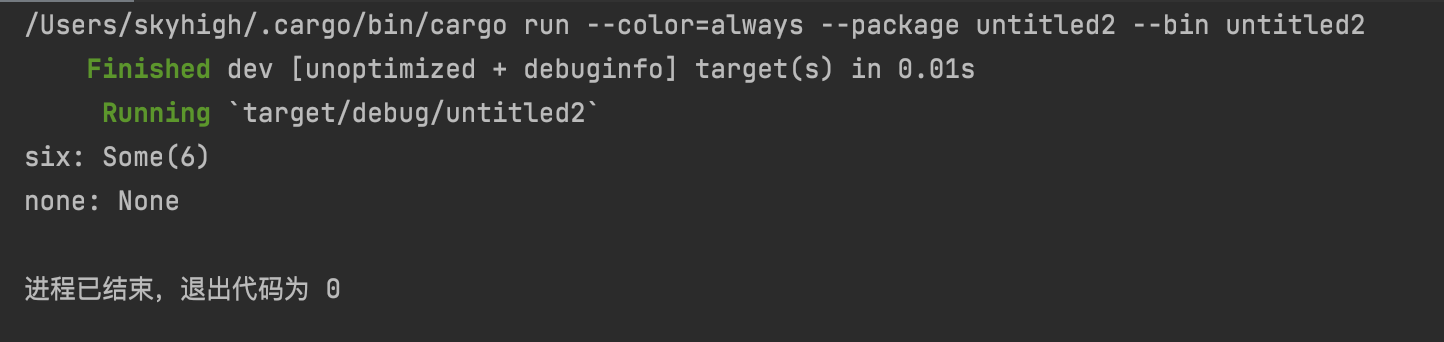 /Users/skyhigh/.cargo/bin/cargo run --color=always --package untitled2 --bin untitled2
Finished dev [unoptimized + debuginfo] target(s) in 0.01s
Running `target/debug/untitled2`
six: Some(6)
none: None
进程已结束，退出代码为 0